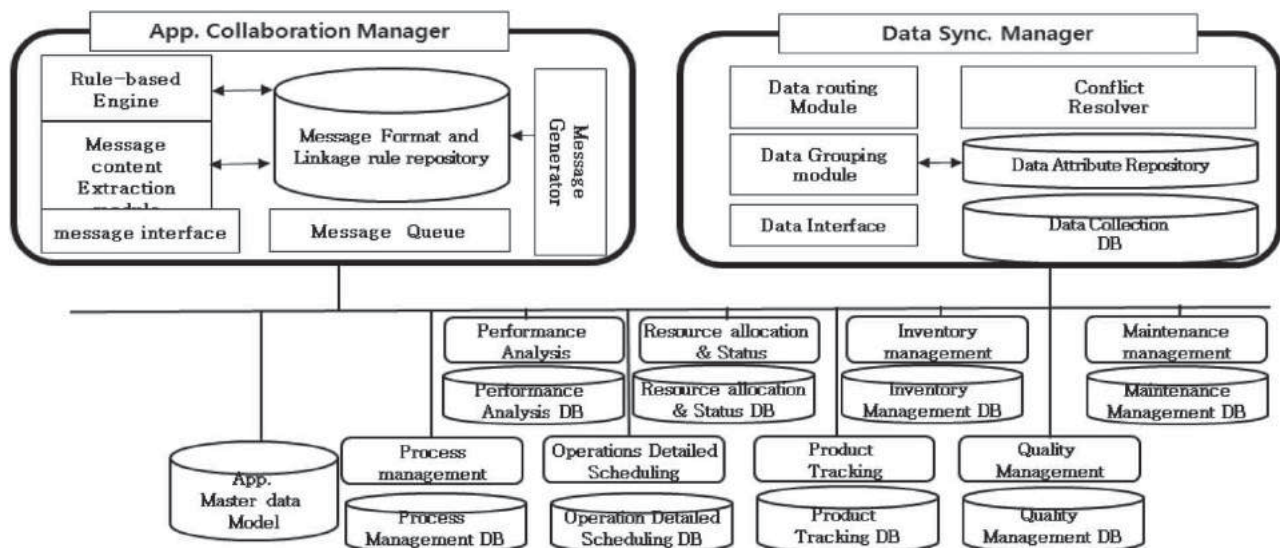 App. Collaboration Manager
Rule-based
Engine
Message
content
Extraction
module
message interface
Message Format and
Linkage rule repository
Message Queue
Message
Generator
Data Sync. Manager
Data routing
Module
Conflict
Resolver
Data Grouping
module
Data Attribute Repository
Data Interface
Data Collection
DB
Performance
Analysis
Resource allocation
& Status
Inventory
management
Maintenance
management
Performance
Analysis DB
Resource allocation
& Status DB
Inventory
Management DB
Maintenance
Management DB
App.
Master data
Model
Process
management
Operations Detailed
Scheduling
Product
Tracking
Quality
Management
Process
Management DB
Operation Detailed
Scheduling DB
Product
Tracking DB
Quality
Management DB